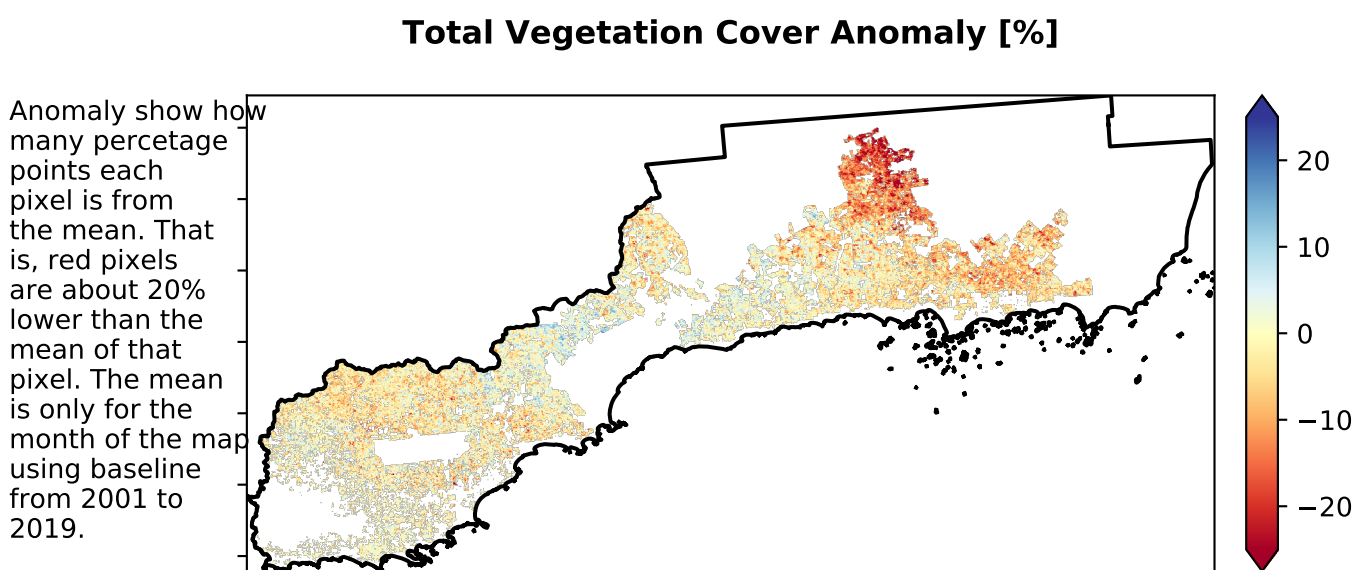 Total Vegetation Cover Anomaly [%]
Anomaly show how
many percetage
points each
pixel is from
the mean. That
is, red pixels
are about 20%
lower than the
mean of that
pixel. The mean
is only for the
month of the map
using baseline
from 2001 to
2019.
20
10
0
−10
−20